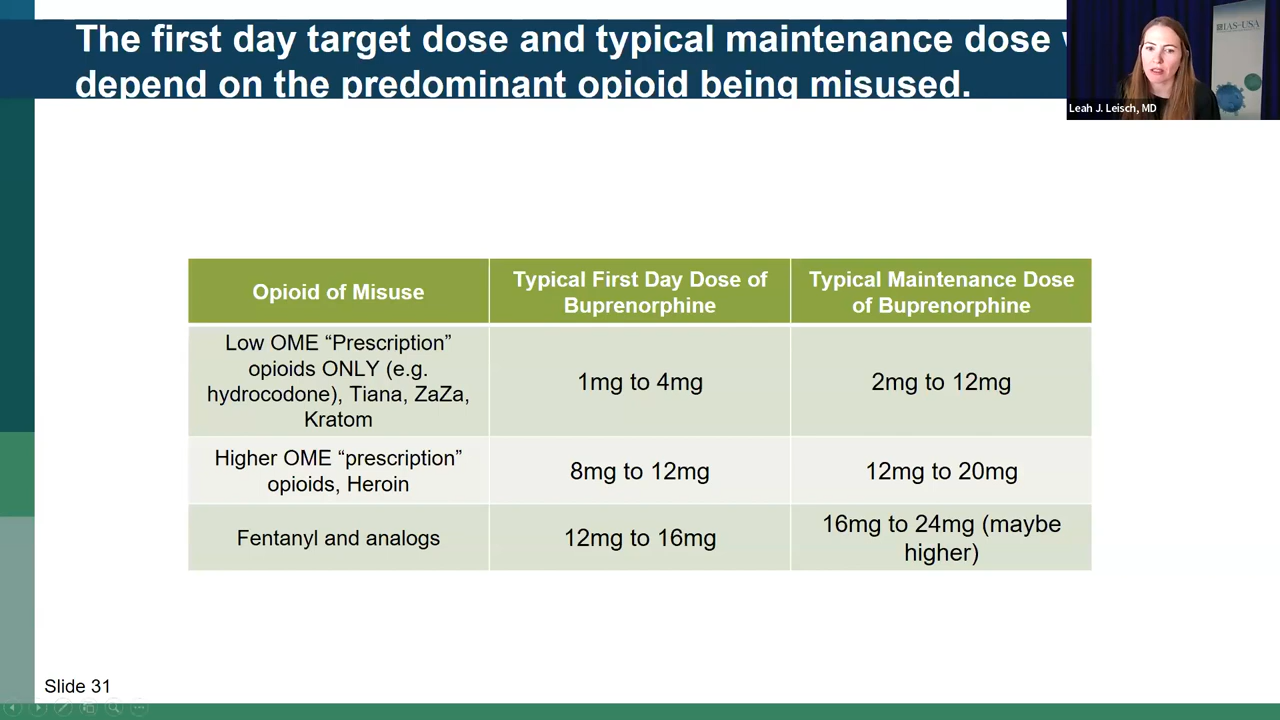 The first day target dose and typical maintenance dose
depend on the predominant opioid being misused.
IAS-USA
Leah J. Leisch, MD
Opioid of Misuse
Typical First Day Dose of
Buprenorphine
Typical Maintenance Dose
of Buprenorphine
Low OME “Prescription”
opioids ONLY (e.g.
hydrocodone), Tiana, ZaZa,
Kratom
1mg to 4mg
2mg to 12mg
Higher OME “prescription”
opioids, Heroin
8mg to 12mg
12mg to 20mg
Fentanyl and analogs
12mg to 16mg
16mg to 24mg (maybe
higher)
Slide 31